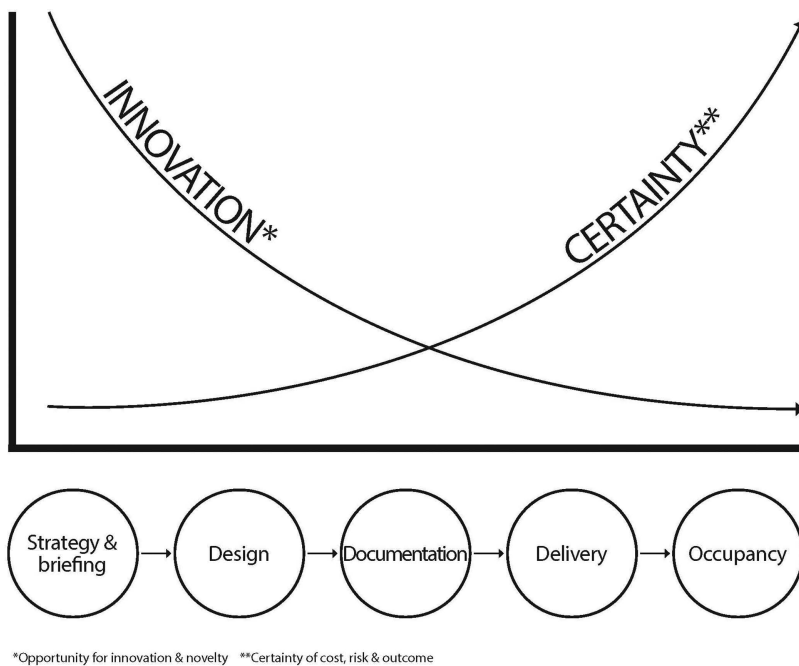 INNOVATION*
CERTAINTY**
Strategy &
briefing
Design
Documentation
Delivery
Occupancy
*Opportunity for innovation & novelty **Certainty of cost, risk & outcome